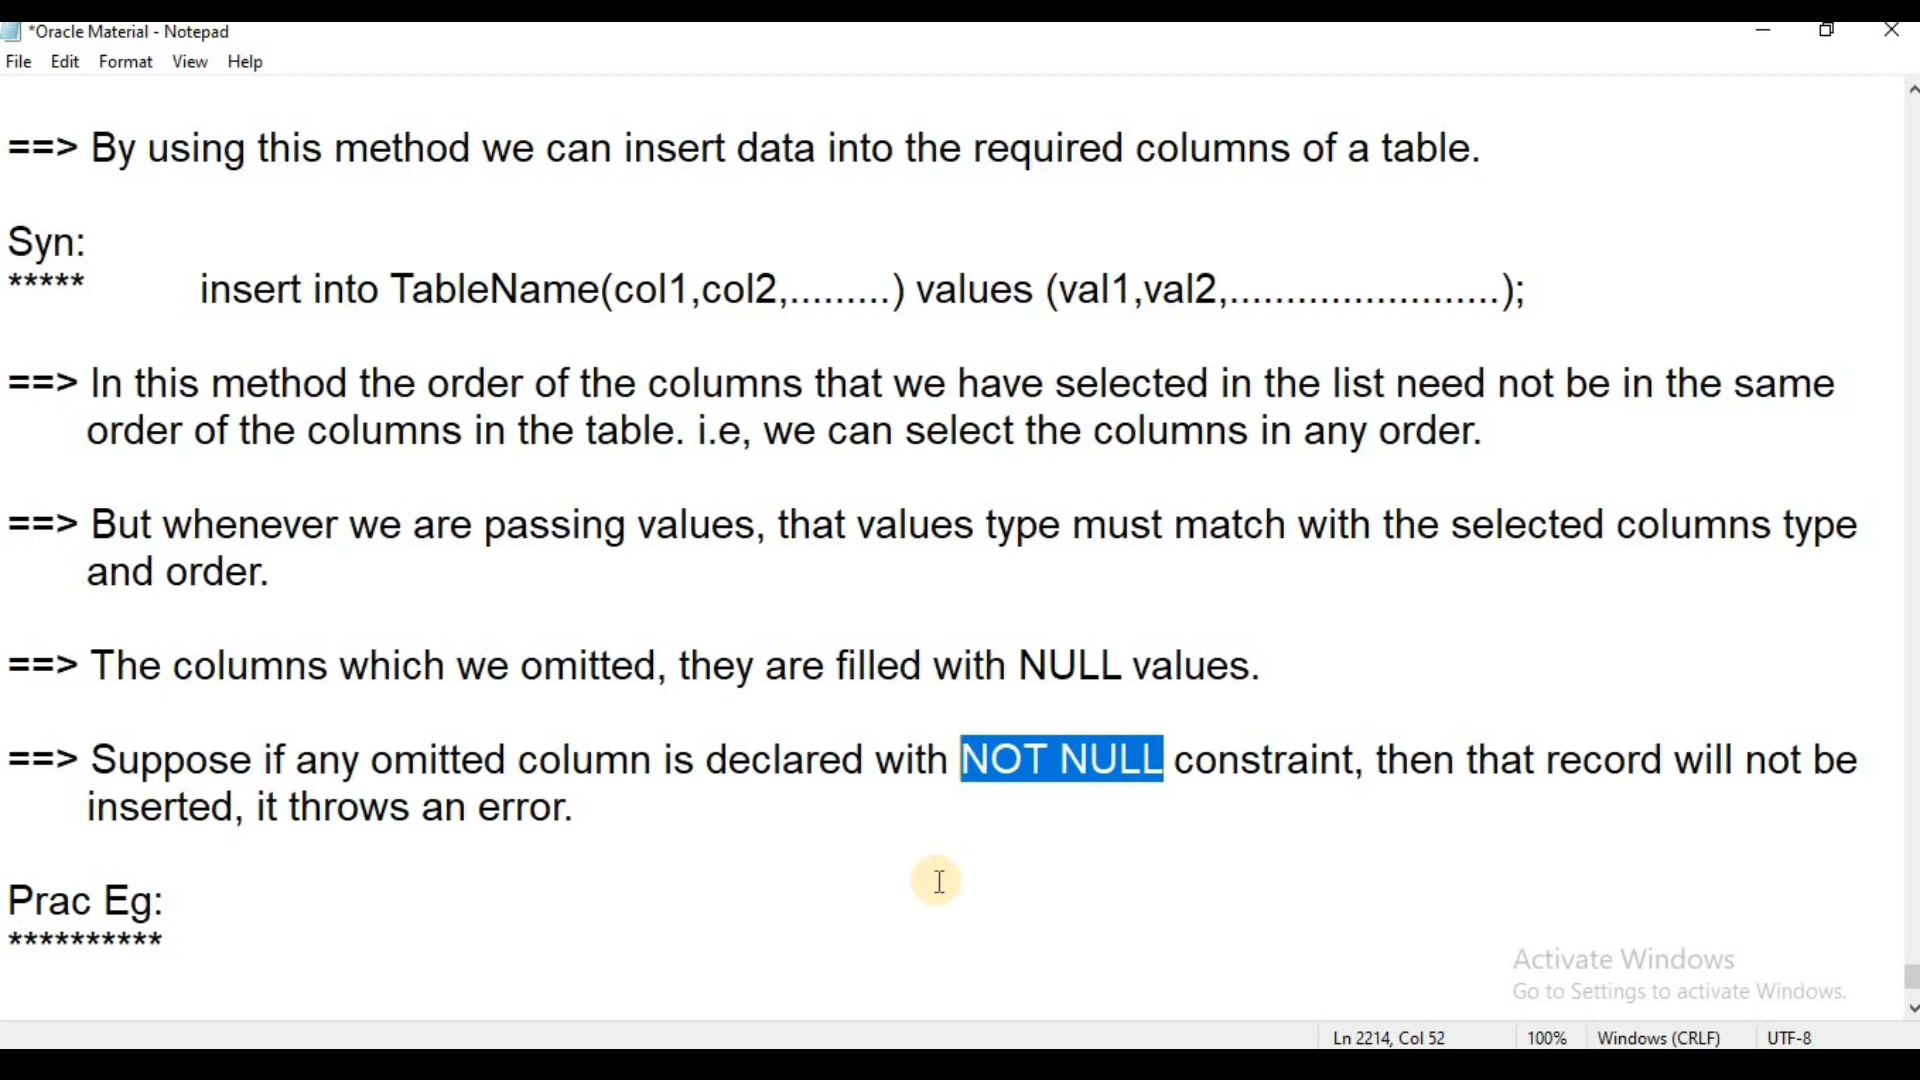 *Oracle Material - Notepad
File Edit Format View Help
==> By using this method we can insert data into the required columns of a table.
Syn:
***** insert into TableName(col1,col2,.........) values (val1,val2,........................);
==> In this method the order of the columns that we have selected in the list need not be in the same
order of the columns in the table. i.e, we can select the columns in any order.
==> But whenever we are passing values, that values type must match with the selected columns type
and order.
==> The columns which we omitted, they are filled with NULL values.
==> Suppose if any omitted column is declared with NOT NULL constraint, then that record will not be
inserted, it throws an error.
Prac Eg:
**********
Activate Windows
Go to Settings to activate Windows.
Ln 2214, Col 52 100% Windows (CRLF) UTF-8